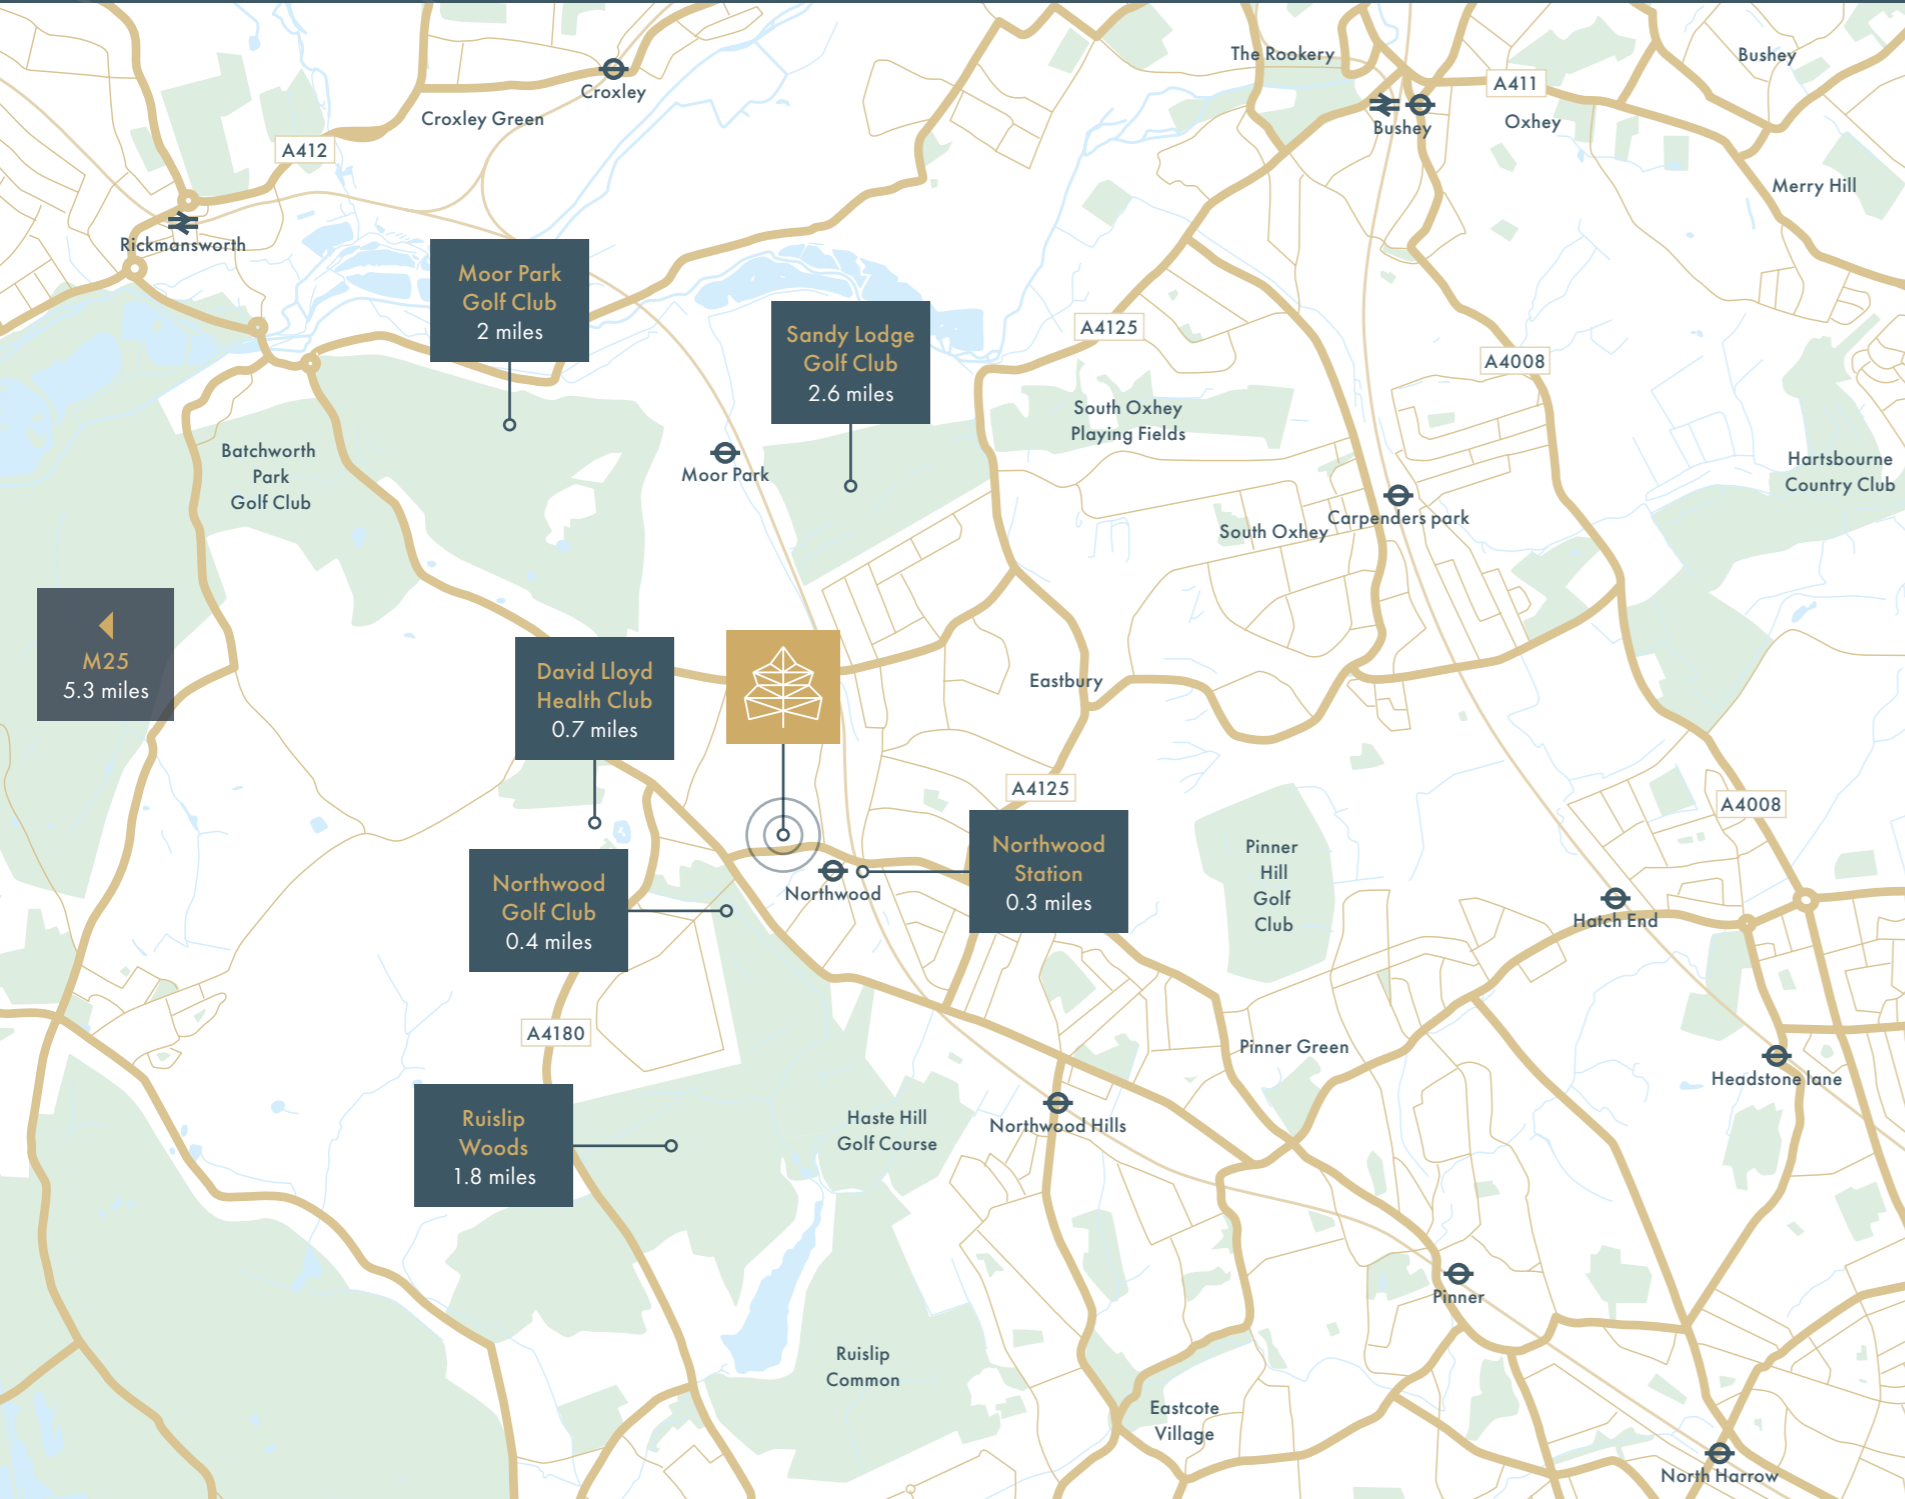 The Rookery
Bushey
Croxley
A411
Croxley Green
Oxhey
Bushey
A412
Merry Hill
Rickmansworth
Moor Park
Golf Club
2 miles
Sandy Lodge
Golf Club
2.6 miles
A4125
A4008
South Oxhey
Playing Fields
Batchworth
Park
Golf Club
Moor Park
Hartsbourne
Country Club
Carpenders park
South Oxhey
M25
5.3 miles
David Lloyd
Health Club
0.7 miles
Eastbury
A4125
A4008
Northwood
Station
0.3 miles
Pinner
Hill
Golf
Club
Northwood
Golf Club
0.4 miles
Northwood
Hatch End
A4180
Pinner Green
Headstone lane
Ruislip
Woods
1.8 miles
Haste Hill
Golf Course
Northwood Hills
Pinner
Ruislip
Common
Eastcote
Village
North Harrow